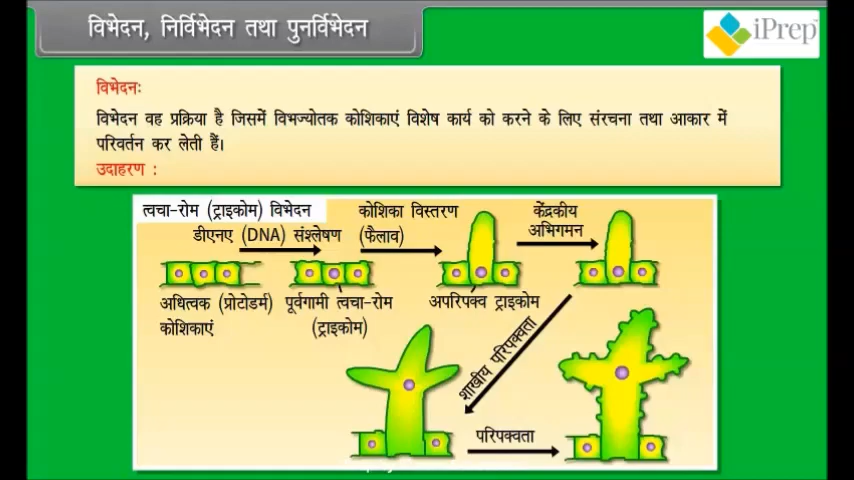 विभेदन, निर्विभेदन तथा पुनर्विभेदन
iPrep
विभेदनः
विभेदन वह प्रक्रिया है जिसमें विभज्योतक कोशिकाएं विशेष कार्य को करने के लिए संरचना तथा आकार में
परिवर्तन कर लेती हैं।
उदाहरण :
त्वचा-रोम (ट्राइकोम) विभेदन
डीएनए (DNA) संश्लेषण
कोशिका विस्तरण
(फैलाव)
केंद्रकीय
अभिगमन
अधित्वक (प्रोटोडर्म)
कोशिकाएं
पूर्वगामी त्वचा-रोम
(ट्राइकोम)
अपरिपक्व ट्राइकोम
शाखीय परिपक्वता
परिपक्वता